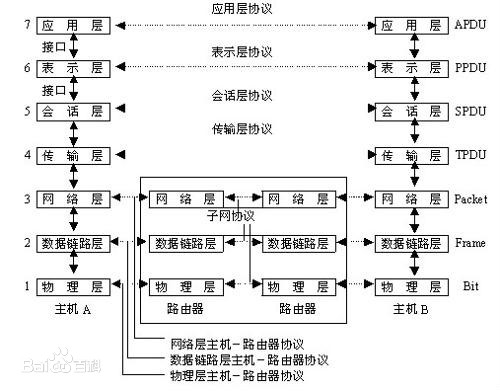 应用层协议
7 应用层 应用层 APDU
接口
表示层协议
6 表示层 表示层 PPDU
接口
会话层协议
5 会话层 会话层 SPDU
传输层协议
4 传输层 传输层 TPDU
3 网络层 网络层 网络层 网络层 Packet
子网协议
2 数据链路层 数据链路层 数据链路层 数据链路层 Frame
1 物理层 物理层 物理层 物理层 Bit
主机A 路由器 路由器 主机B
网络层主机-路由器协议
数据链路层主机-路由器协议
物理层主机-路由器协议
Bai百科